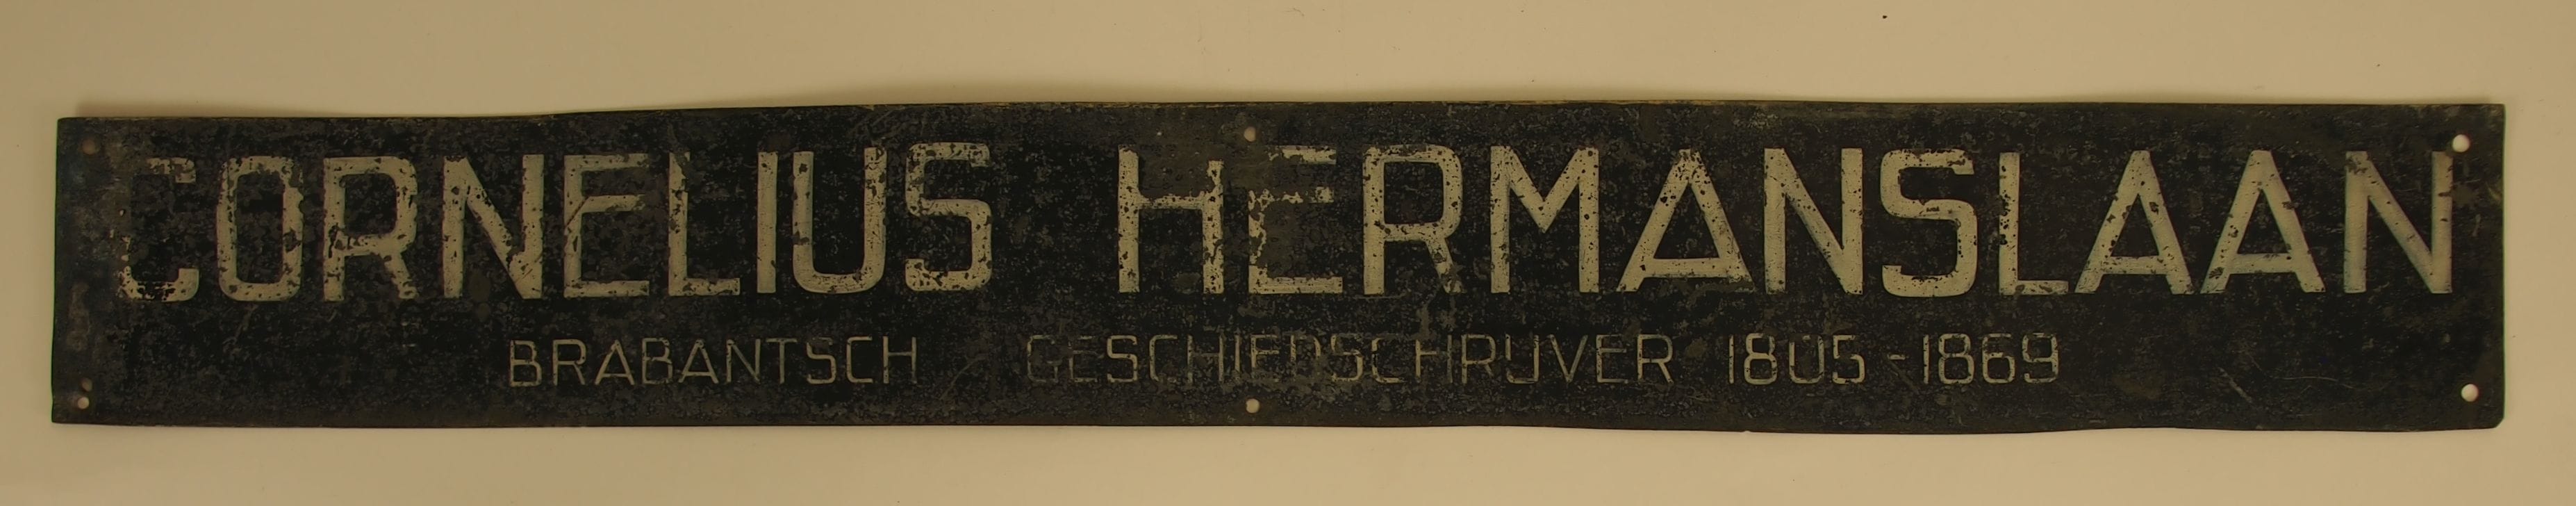 CORNELIUS HERMANSLAAN
BRABANTSCH GESCHIEDSCHRIJVER 1805-1869